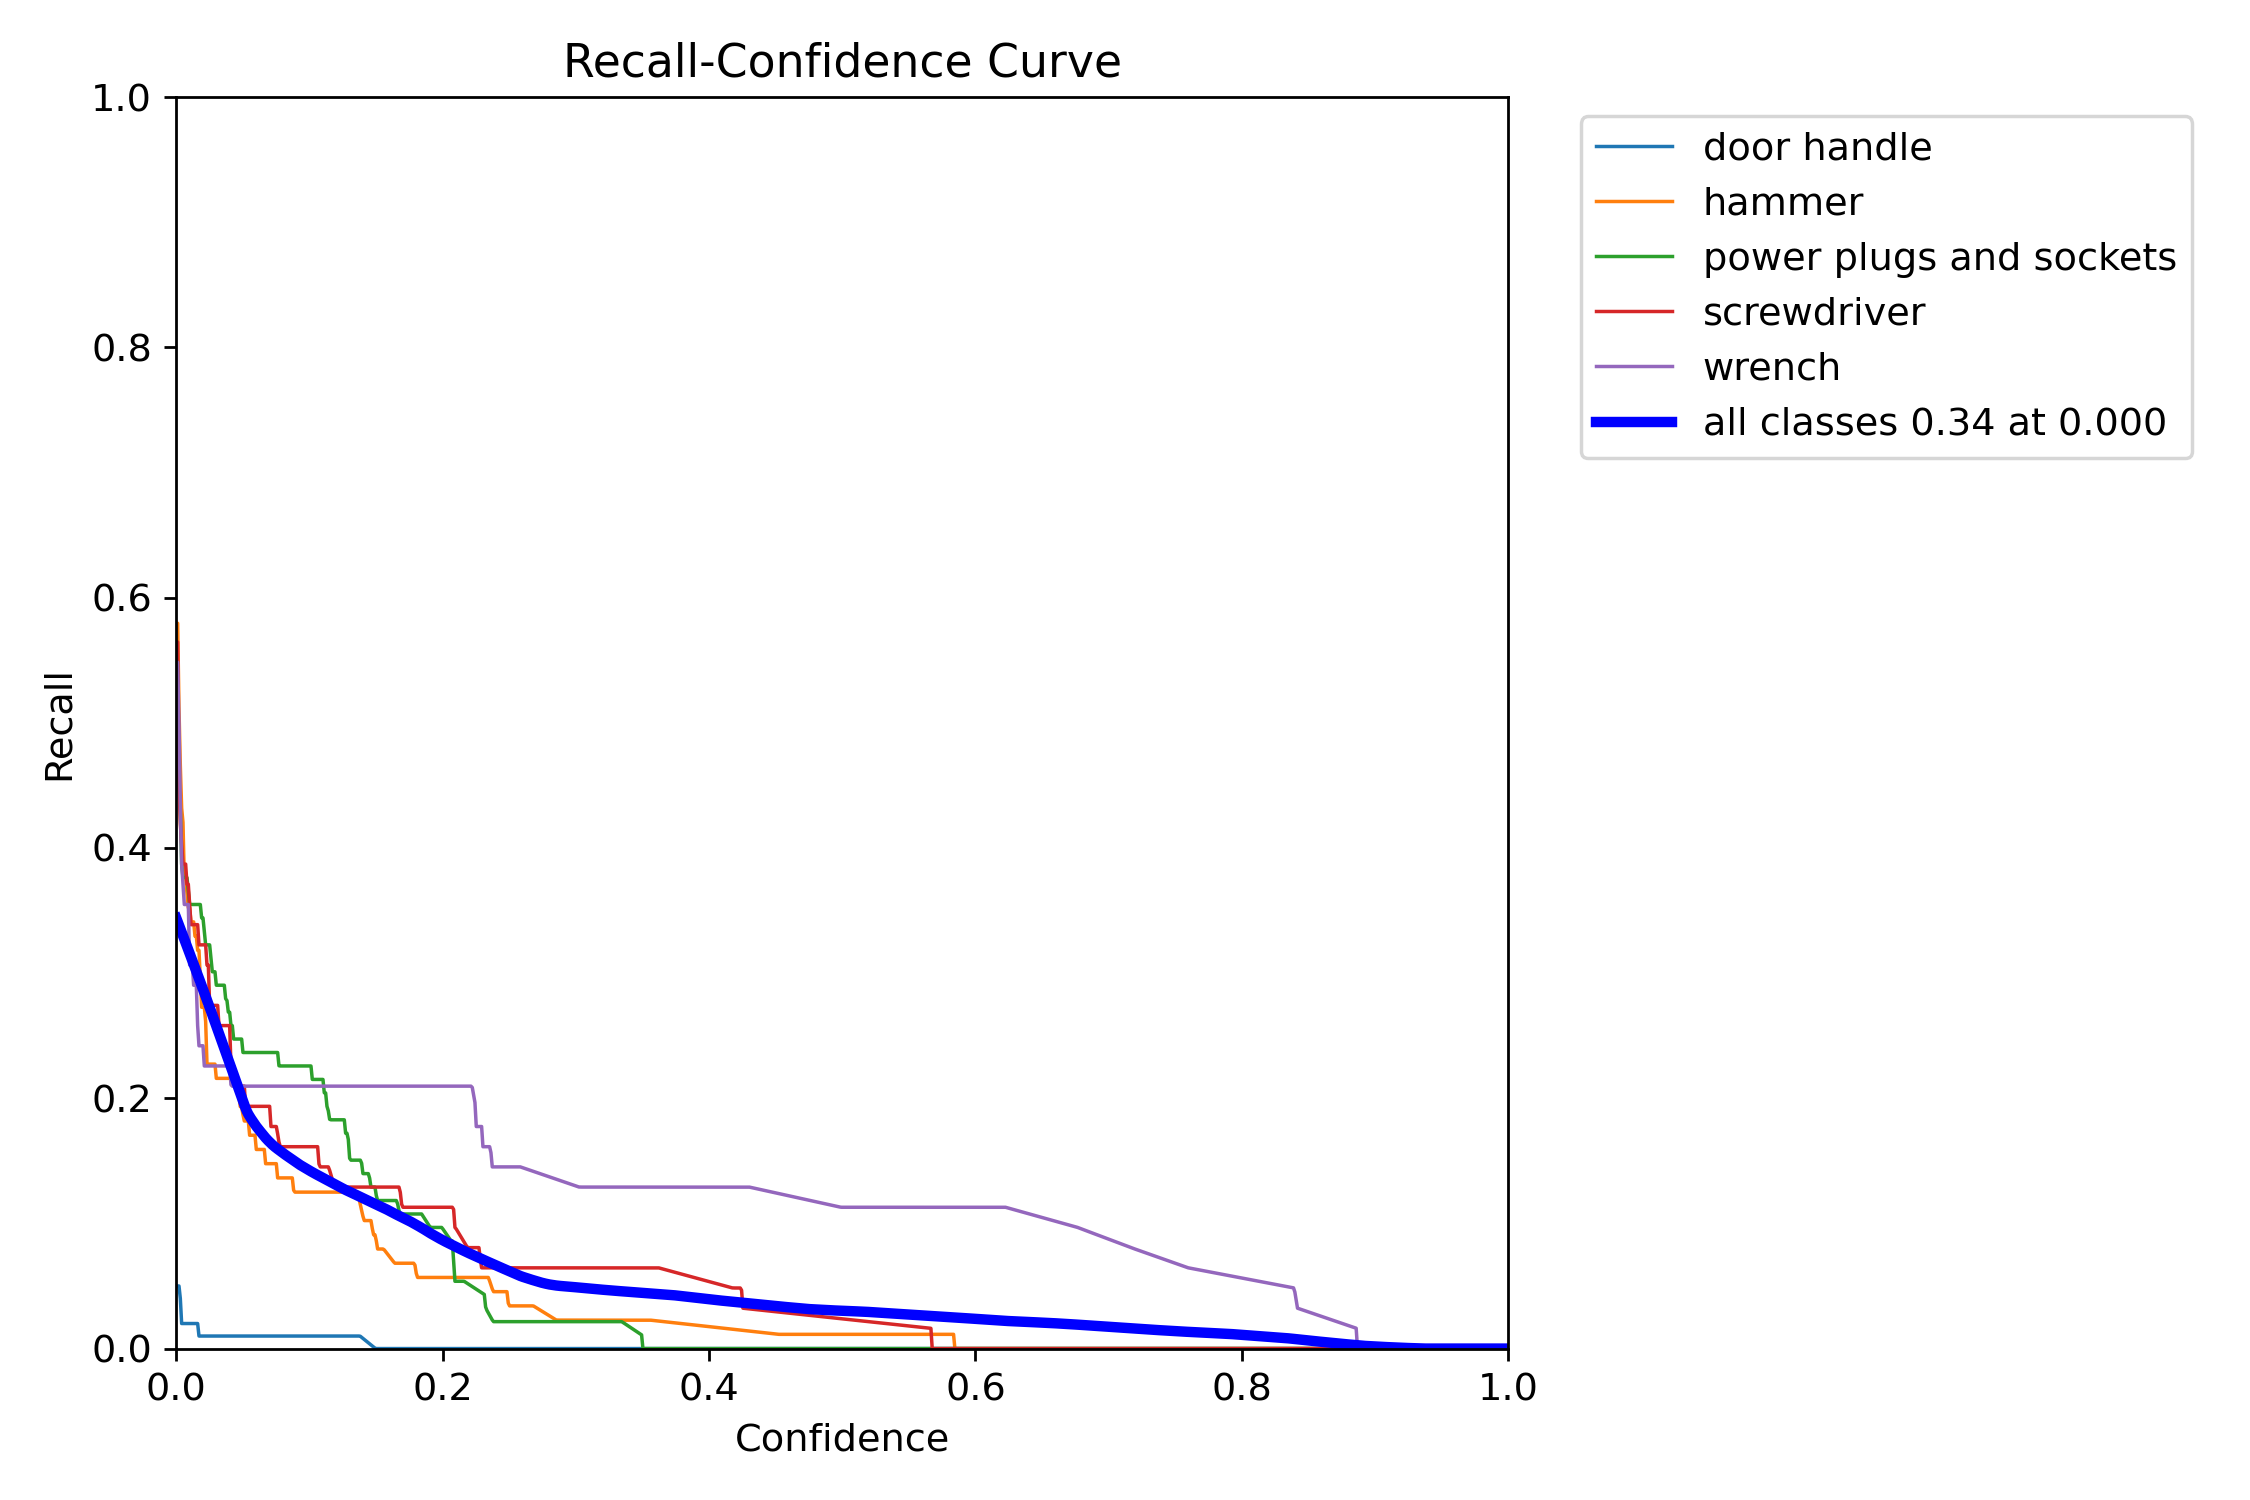 Recall-Confidence Curve
1.0
0.8
0.6
0.4
0.2
0.0
Recall
0.0 0.2 0.4 0.6 0.8 1.0
Confidence
door handle
hammer
power plugs and sockets
screwdriver
wrench
all classes 0.34 at 0.000